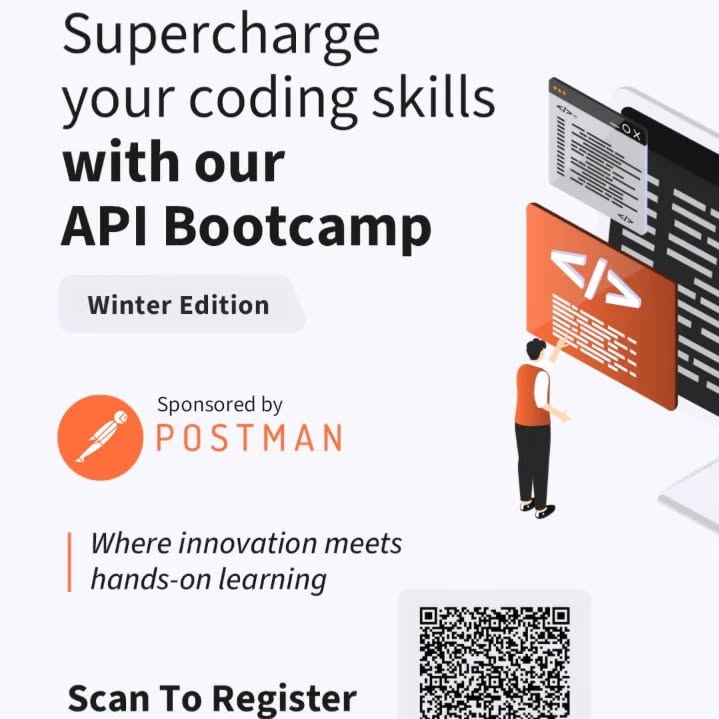 Supercharge
your coding skills
with our
API Bootcamp
Winter Edition
Sponsored by
POSTMAN
Where innovation meets
hands-on learning
Scan To Register